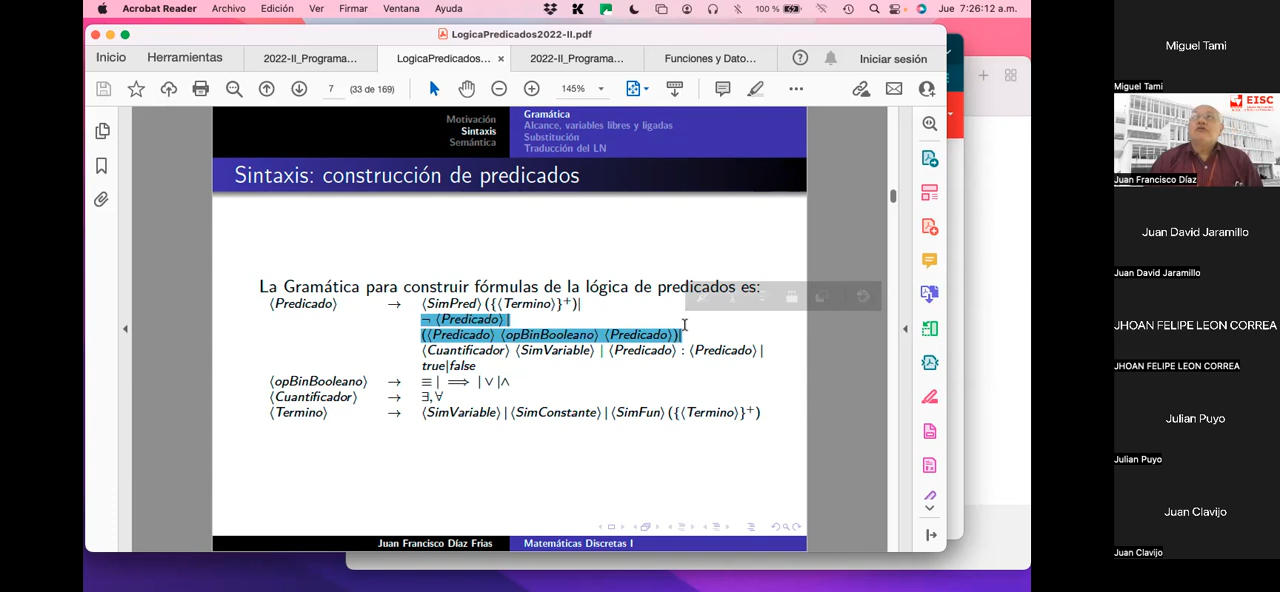 Acrobat Reader Archivo Edición Ver Firmar Ventana Ayuda 100 % Jue 7:26:12 a.m.
LogicaPredicados2022-II.pdf
Inicio Herramientas 2022-II_Programa... LogicaPredicados... × 2022-II_Programa... Funciones y Dato... Iniciar sesión
7 (33 de 169) 145%
Motivación
Sintaxis
Semántica
Gramática
Alcance, variables libres y ligadas
Substitución
Traducción del LN
Sintaxis: construcción de predicados
La Gramática para construir fórmulas de la lógica de predicados es:
⟨Predicado⟩ → ⟨SimPred⟩ ({⟨Termino⟩}⁺)|
¬ ⟨Predicado⟩ |
(⟨Predicado⟩ ⟨opBinBooleano⟩ ⟨Predicado⟩)|
⟨Cuantificador⟩ ⟨SimVariable⟩ | ⟨Predicado⟩ : ⟨Predicado⟩ |
true|false
⟨opBinBooleano⟩ → ≡ | ⟹ | ∨ | ∧
⟨Cuantificador⟩ → ∃, ∀
⟨Termino⟩ → ⟨SimVariable⟩ | ⟨SimConstante⟩ | ⟨SimFun⟩ ({⟨Termino⟩}⁺)
Juan Francisco Díaz Frias Matemáticas Discretas I
Miguel Tami
Miguel Tami
EISC
Juan Francisco Díaz
Juan David Jaramillo
Juan David Jaramillo
JHOAN FELIPE LEON CORREA
JHOAN FELIPE LEON CORREA
Julian Puyo
Julian Puyo
Juan Clavijo
Juan Clavijo